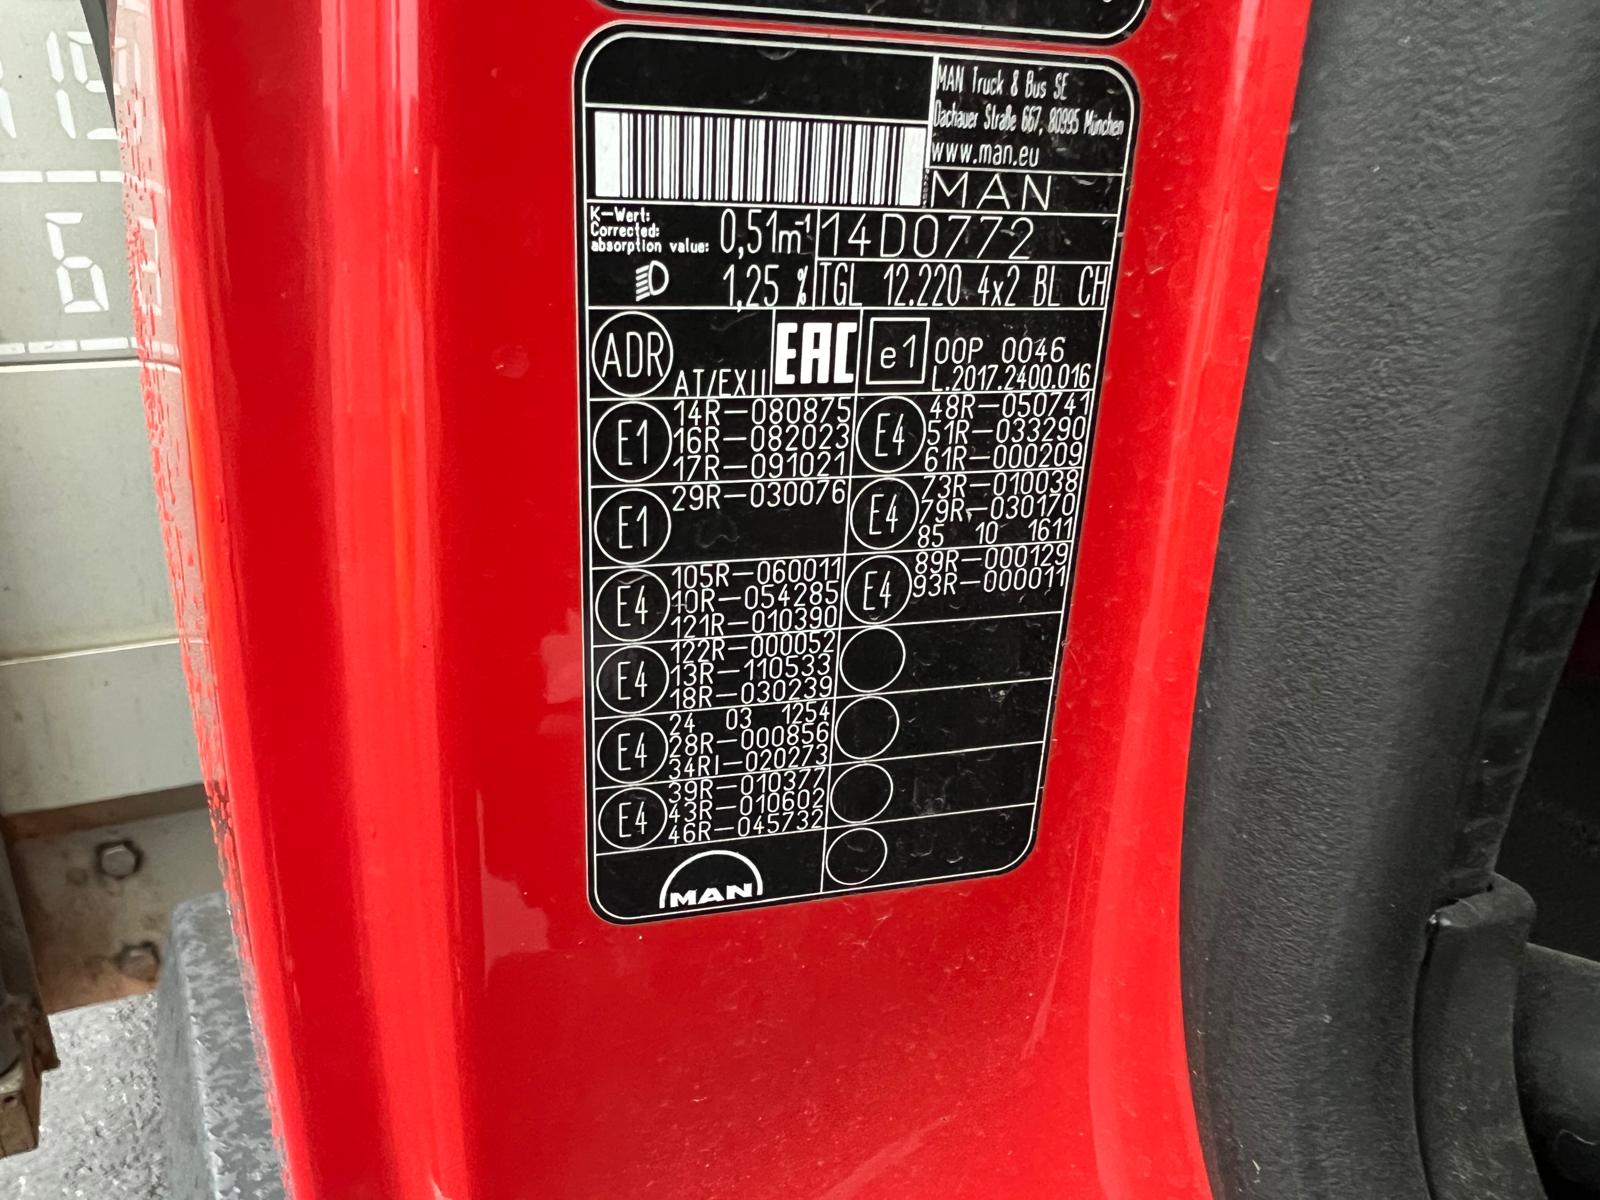 MAN Truck & Bus SE
Dachauer Straße 667, 80995 München
www.man.eu
MAN
K-Wert:
Corrected:
absorption value: 0,51m⁻¹
14D0772
1,25 %
TGL 12.220 4x2 BL CH
ADR AT/EXII
EAC
e1 00P 0046
L.2017.2400.016
E1
14R-080875
16R-082023
17R-091021
E1
29R-030076
E4
105R-060011
10R-054285
121R-010390
E4
122R-000052
13R-110533
18R-030239
E4
24 03 1254
28R-000856
34RI-020273
E4
39R-010377
43R-010602
46R-045732
E4
48R-050741
51R-033290
61R-000209
E4
73R-010038
79R-030170
85 10 1611
E4
89R-000129
93R-000011
MAN